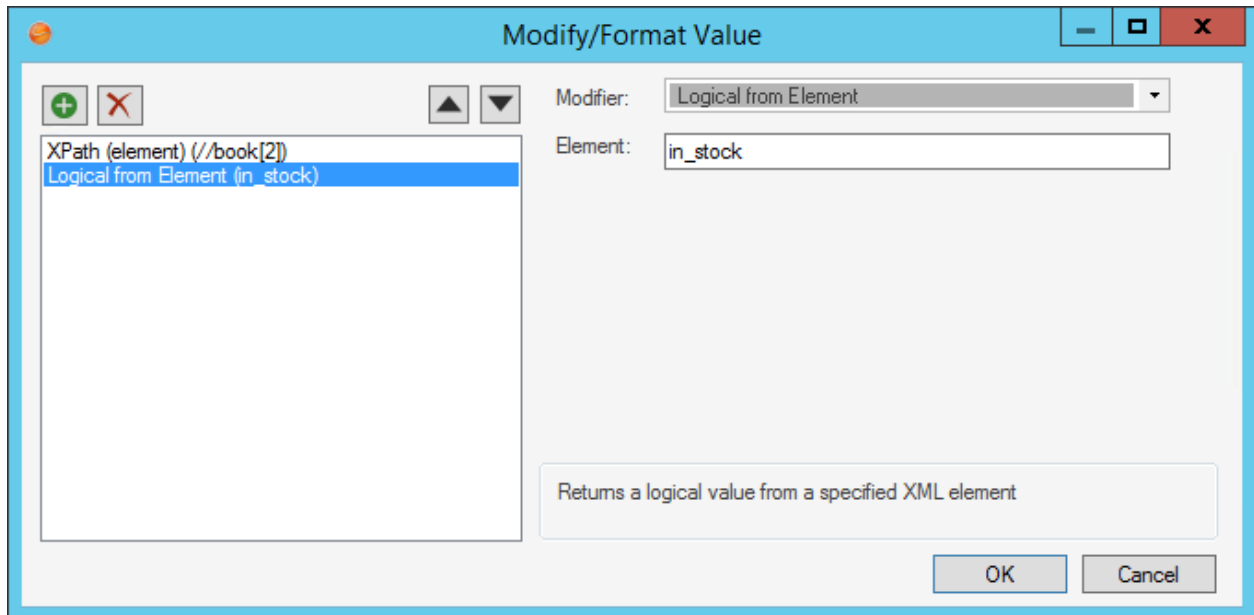 Modify/Format Value
XPath (element) (//book[2])
Logical from Element (in_stock)
Modifier:
Logical from Element
Element:
in_stock
Returns a logical value from a specified XML element
OK
Cancel